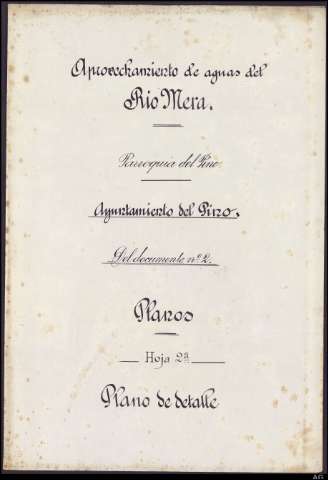 Aprovechamiento de aguas del
Rio Mera.
Parroquia del Pino.
Ayuntamiento del Pino.
Del documento nº 2.
Planos
Hoja 2ª
Plano de detalle
AG